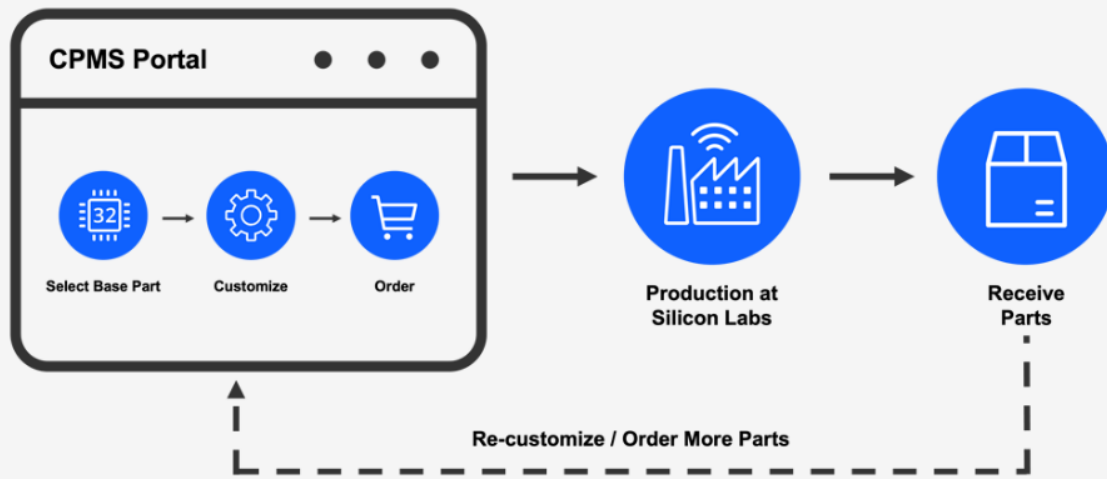 CPMS Portal
32
Select Base Part
Customize
Order
Production at
Silicon Labs
Receive
Parts
Re-customize / Order More Parts